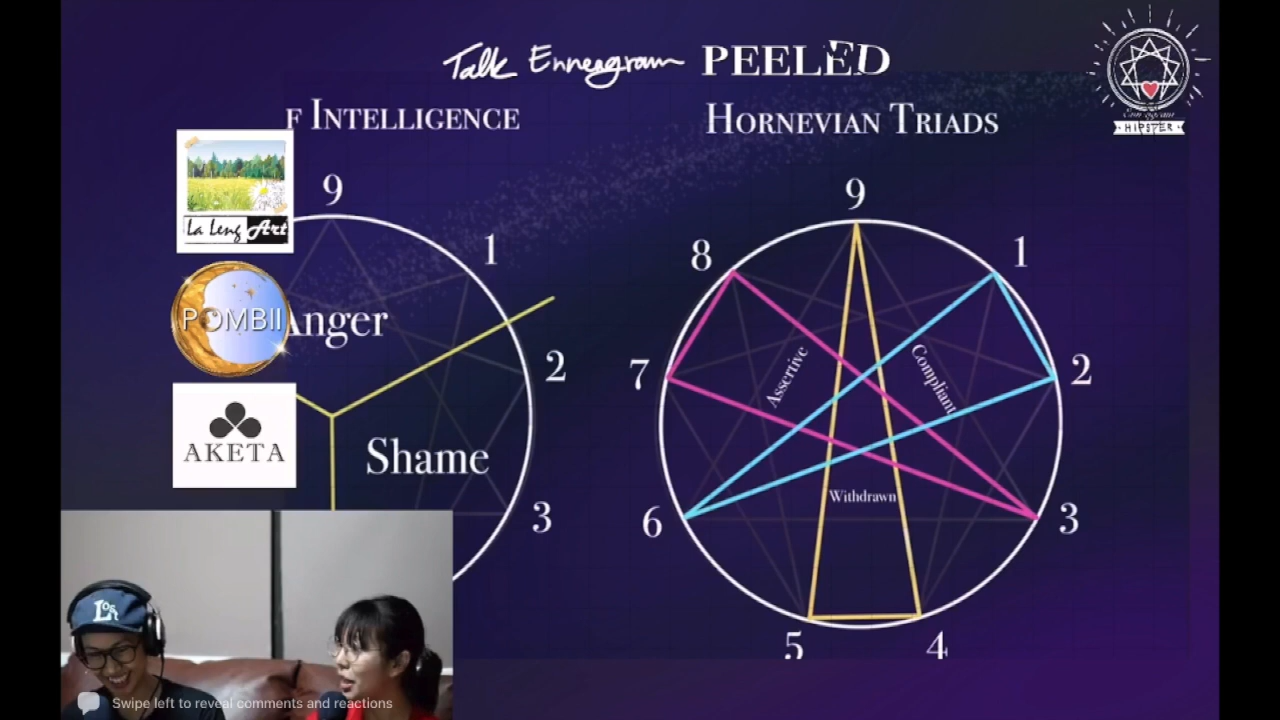 Talk Enneagram PEELED
F INTELLIGENCE
HORNEVIAN TRIADS
HIPSTER
La Leng Art
POMBII
AKETA
9
1
2
3
Anger
Shame
9
8
1
7
2
6
3
5
4
Assertive
Compliant
Withdrawn
Lost
Swipe left to reveal comments and reactions